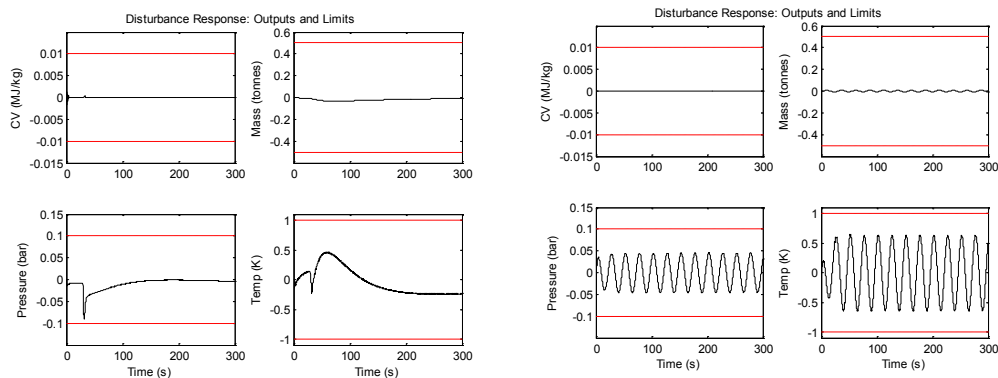 Disturbance Response: Outputs and Limits
CV (MJ/kg)
0.015
0.01
0.005
0
-0.005
-0.01
-0.015
0 100 200 300
Mass (tonnes)
0.6
0.4
0.2
0
-0.2
-0.4
0 100 200 300
Pressure (bar)
0.15
0.1
0.05
0
-0.05
-0.1
0 100 200 300
Time (s)
Temp (K)
1
0.5
0
-0.5
-1
0 100 200 300
Time (s)
Disturbance Response: Outputs and Limits
CV (MJ/kg)
0.015
0.01
0.005
0
-0.005
-0.01
-0.015
0 100 200 300
Mass (tonnes)
0.6
0.4
0.2
0
-0.2
-0.4
0 100 200 300
Pressure (bar)
0.15
0.1
0.05
0
-0.05
-0.1
0 100 200 300
Time (s)
Temp (K)
1
0.5
0
-0.5
-1
0 100 200 300
Time (s)